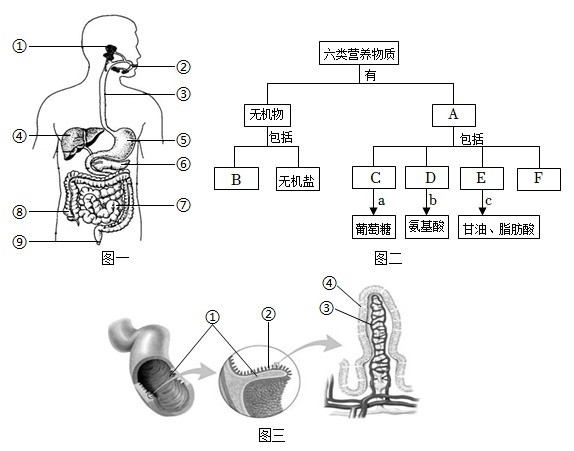 ①
②
③
④
⑤
⑥
⑦
⑧
⑨
图一
六类营养物质
有
无机物
A
包括
包括
B
无机盐
C
D
E
F
a
b
c
葡萄糖
氨基酸
甘油、脂肪酸
图二
①
②
④
③
图三